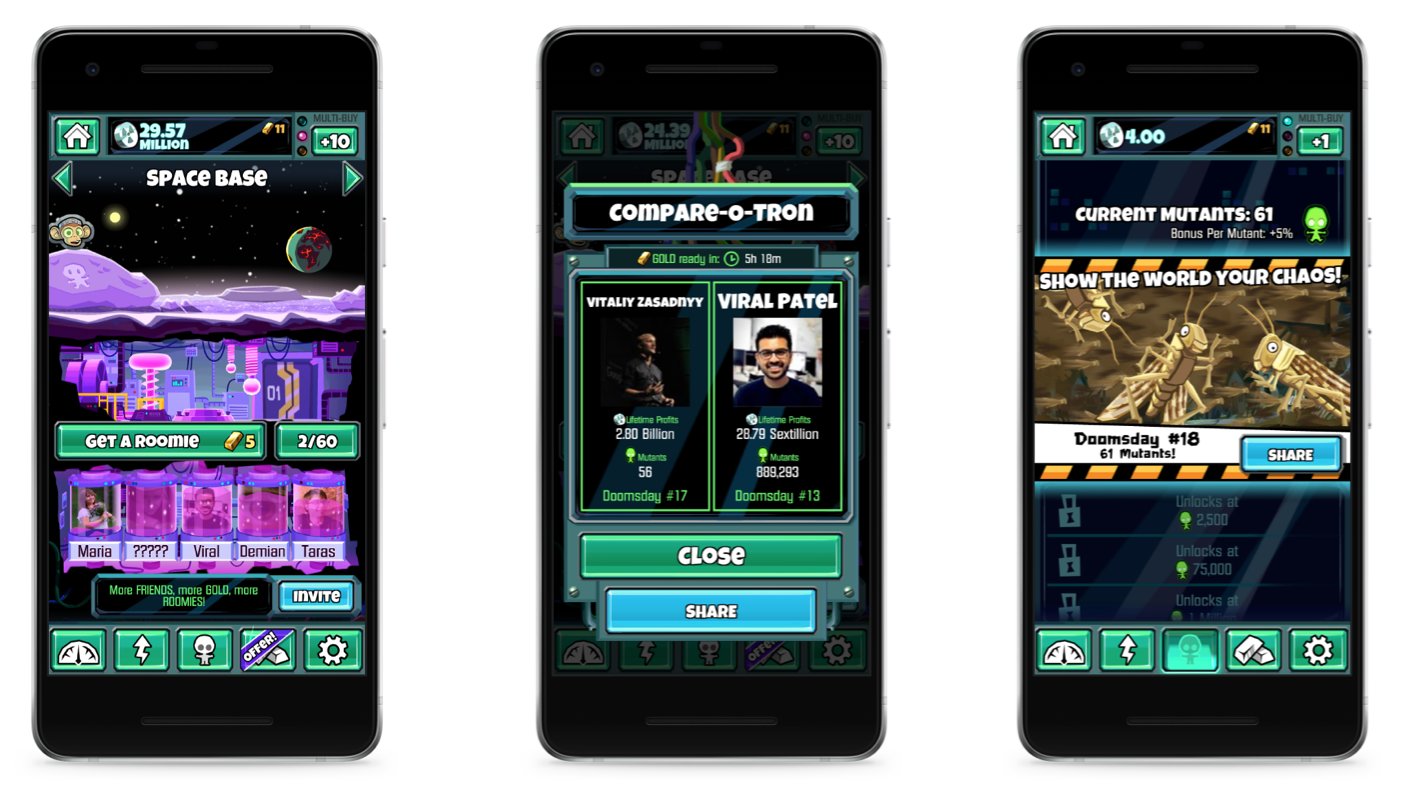 29.57
MILLION
11
MULTI-BUY
+10
SPACE BASE
01
GET A ROOMIE 5
2/60
Maria
?????
Viral
Demian
Taras
More FRIENDS, more GOLD, more
ROOMIES!
INVITE
OFFER!
24.39
MILLION
11
MULTI-BUY
+10
SPACE BASE
COMPARE-O-TRON
GOLD ready in: 5h 18m
VITALIY ZASADNYY
Lifetime Profits
2.80 Billion
Mutants
56
Doomsday #17
VIRAL PATEL
Lifetime Profits
28.79 Sextillion
Mutants
889,293
Doomsday #13
CLOSE
SHARE
OFFER!
4.00
11
MULTI-BUY
+1
CURRENT MUTANTS: 61
Bonus Per Mutant: +5%
SHOW THE WORLD YOUR CHAOS!
Doomsday #18
61 Mutants!
SHARE
Unlocks at
2,500
Unlocks at
75,000
Unlocks at
1 Million